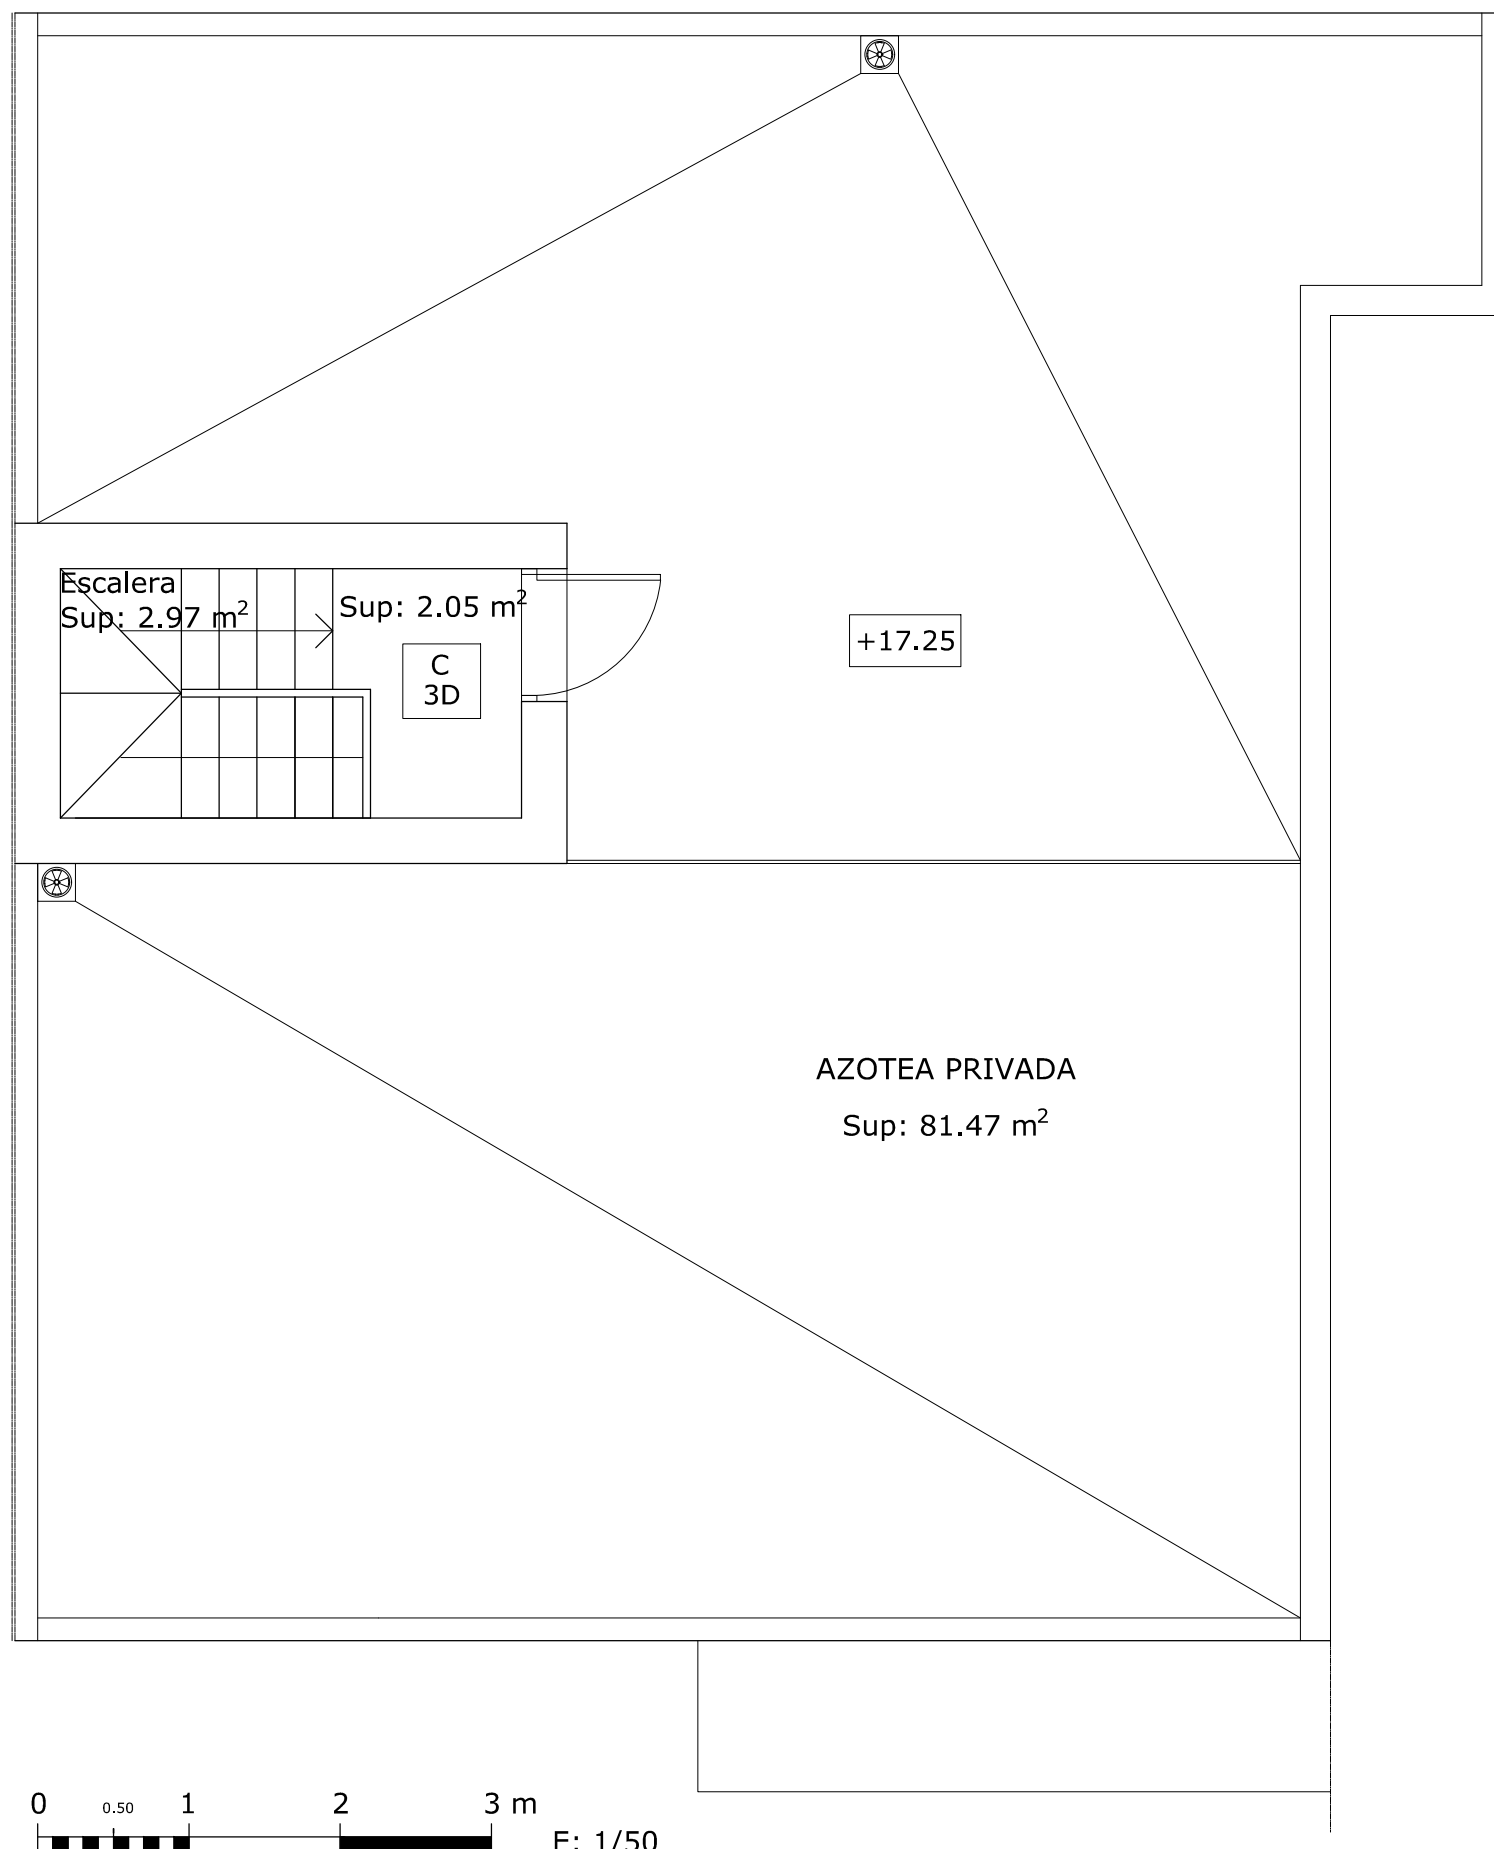 Escalera
Sup: 2.97 m²
Sup: 2.05 m²
C
3D
+17.25
AZOTEA PRIVADA
Sup: 81.47 m²
0 0.50 1 2 3 m
E: 1/50